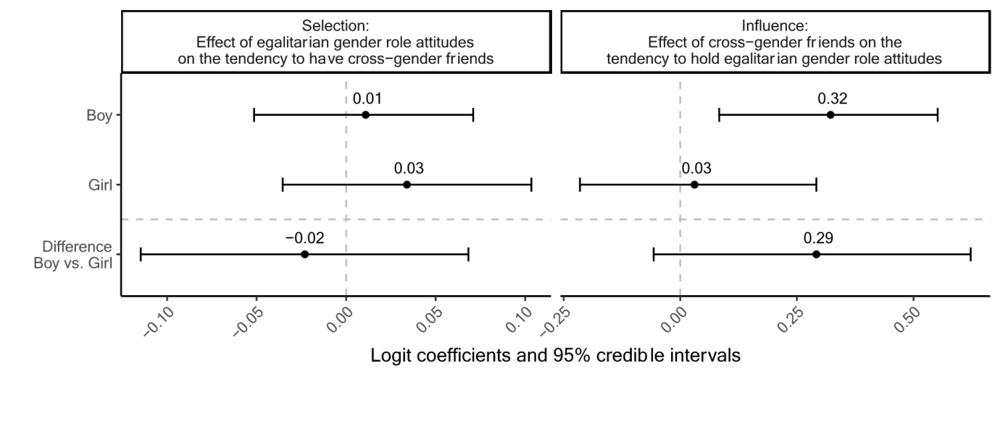 Selection:
Effect of egalitarian gender role attitudes
on the tendency to have cross−gender friends
Influence:
Effect of cross−gender friends on the
tendency to hold egalitarian gender role attitudes
Boy
0.01
0.32
Girl
0.03
0.03
Difference
Boy vs. Girl
−0.02
0.29
−0.10
−0.05
0.00
0.05
0.10
−0.25
0.00
0.25
0.50
Logit coefficients and 95% credible intervals